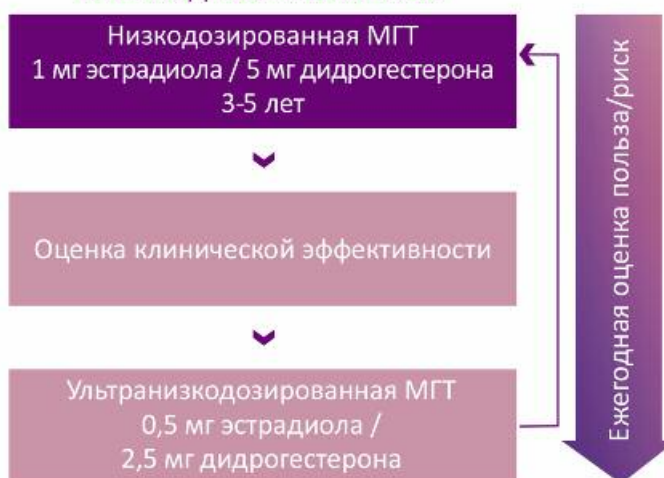 Низкодозированная МГТ
1 мг эстрадиола / 5 мг дидрогестерона
3-5 лет
Оценка клинической эффективности
Ультранизкодозированная МГТ
0,5 мг эстрадиола /
2,5 мг дидрогестерона
Ежегодная оценка польза/риск